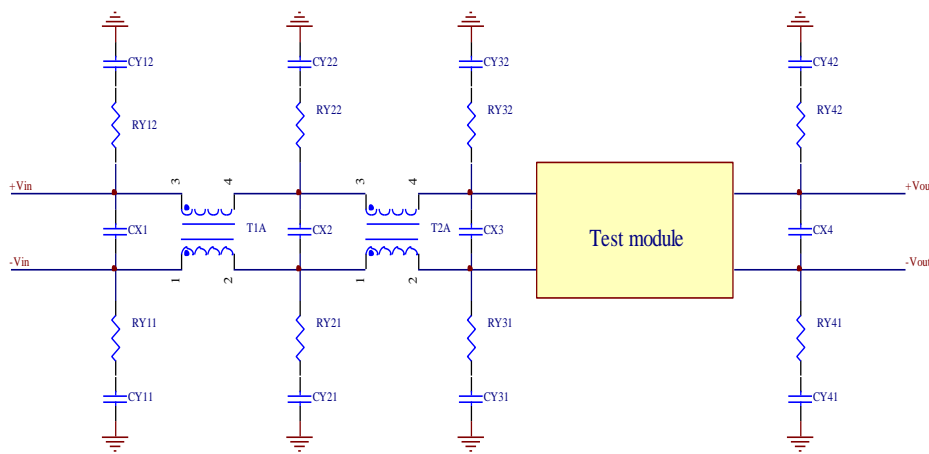 CY12
CY22
CY32
CY42
RY12
RY22
RY32
RY42
3
4
3
4
+Vin
+Vou
CX1
T1A
CX2
T2A
CX3
Test module
CX4
-Vin
-Vout
1
2
1
2
RY11
RY21
RY31
RY41
CY11
CY21
CY31
CY41